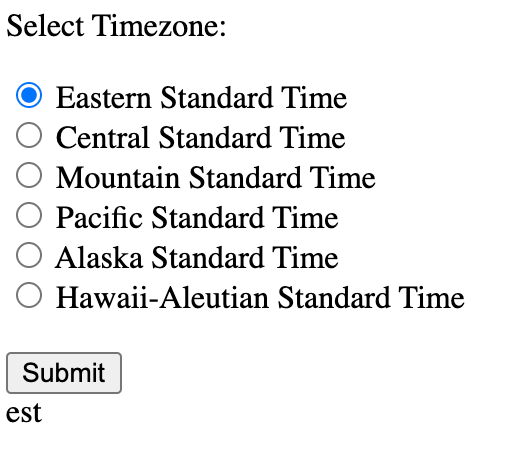 Select Timezone:
Eastern Standard Time
Central Standard Time
Mountain Standard Time
Pacific Standard Time
Alaska Standard Time
Hawaii-Aleutian Standard Time
Submit
est